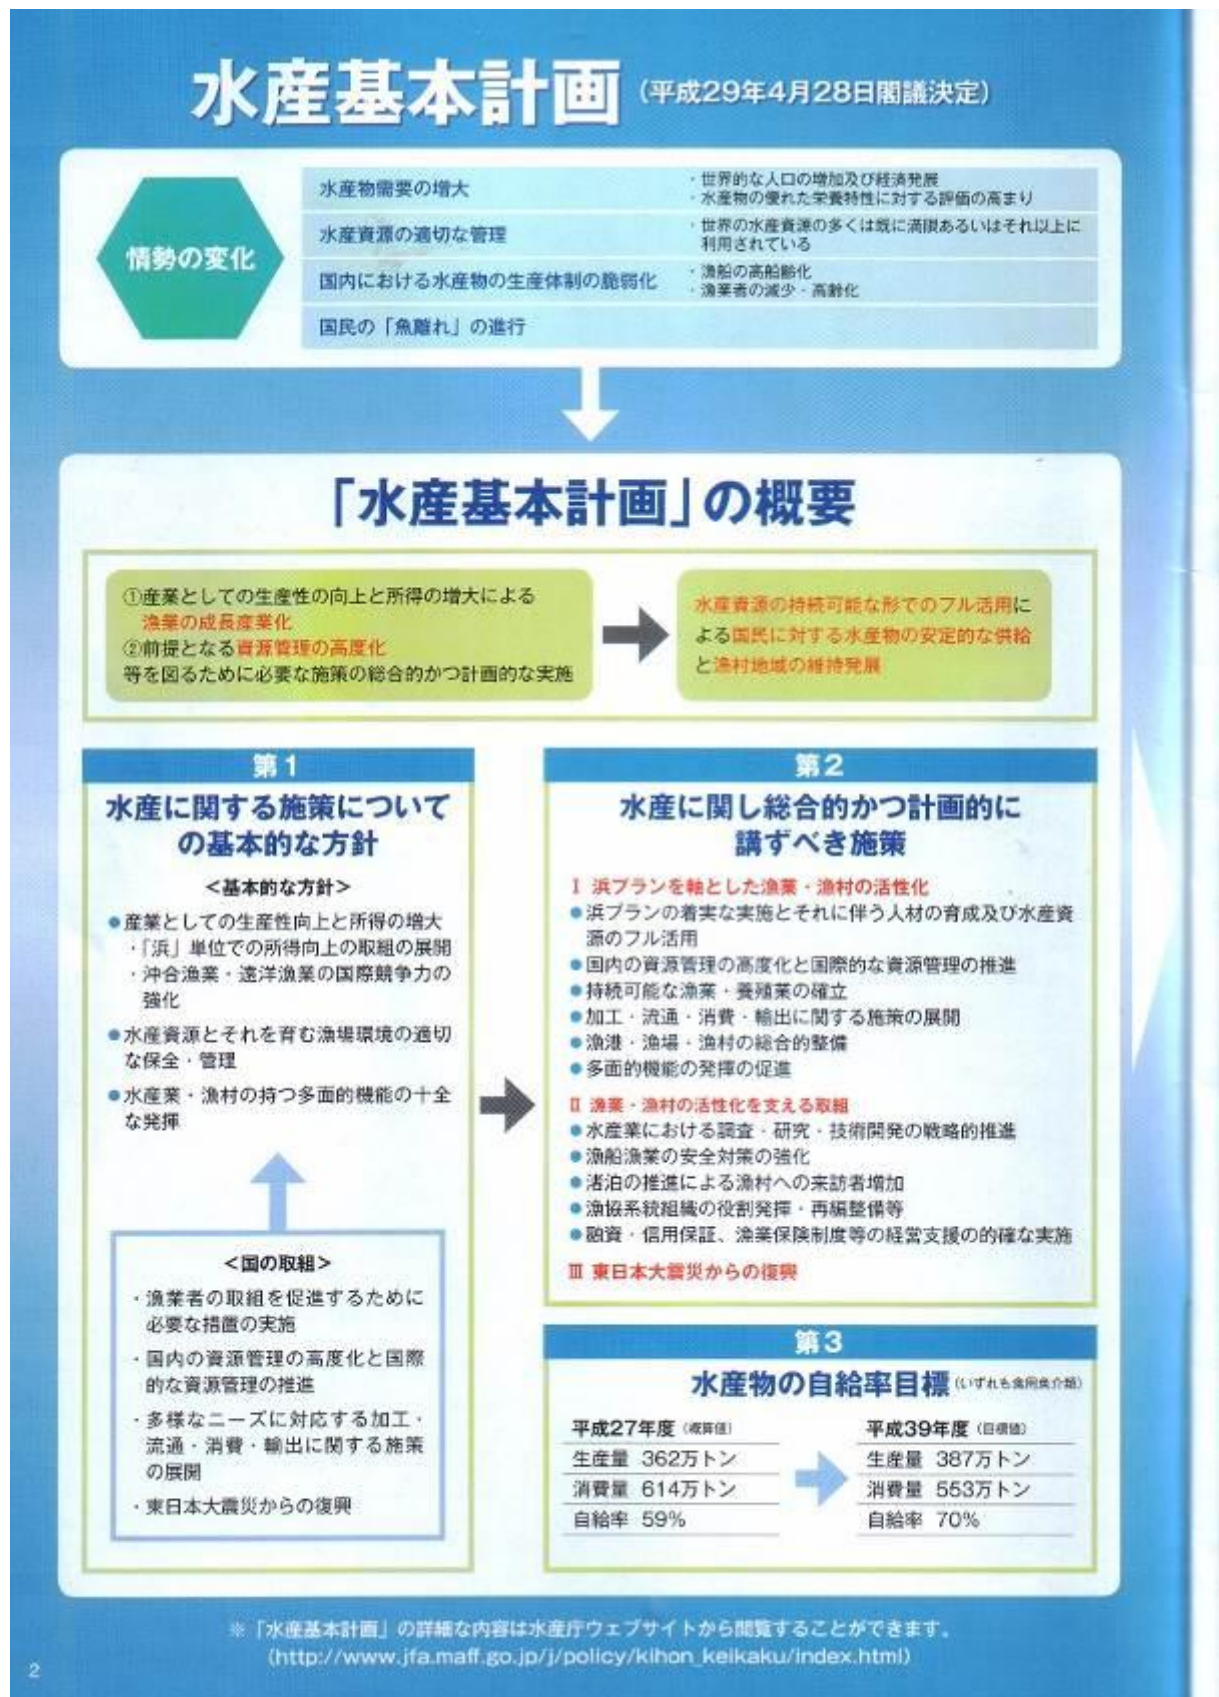 水産基本計画(平成29年4月28日閣議決定)
情勢の変化
水産物需要の増大
・世界的な人口の増加及び経済発展
・水産物の優れた栄養特性に対する評価の高まり
水産資源の適切な管理
・世界の水産資源の多くは既に満限あるいはそれ以上に
利用されている
国内における水産物の生産体制の脆弱化
・漁船の高船齢化
・漁業者の減少・高齢化
国民の「魚離れ」の進行
「水産基本計画」の概要
①産業としての生産性の向上と所得の増大による
漁業の成長産業化
②前提となる資源管理の高度化
等を図るために必要な施策の総合的かつ計画的な実施
水産資源の持続可能な形でのフル活用に
よる国民に対する水産物の安定的な供給
と漁村地域の維持発展
第1
水産に関する施策について
の基本的な方針
<基本的な方針>
●産業としての生産性向上と所得の増大
・「浜」単位での所得向上の取組の展開
・沖合漁業・遠洋漁業の国際競争力の
強化
●水産資源とそれを育む漁場環境の適切
な保全・管理
●水産業・漁村の持つ多面的機能の十全
な発揮
<国の取組>
・漁業者の取組を促進するために
必要な措置の実施
・国内の資源管理の高度化と国際
的な資源管理の推進
・多様なニーズに対応する加工・
流通・消費・輸出に関する施策
の展開
・東日本大震災からの復興
第2
水産に関し総合的かつ計画的に
講ずべき施策
Ⅰ 浜プランを軸とした漁業・漁村の活性化
●浜プランの着実な実施とそれに伴う人材の育成及び水産資
源のフル活用
●国内の資源管理の高度化と国際的な資源管理の推進
●持続可能な漁業・養殖業の確立
●加工・流通・消費・輸出に関する施策の展開
●漁港・漁場・漁村の総合的整備
●多面的機能の発揮の促進
Ⅱ 漁業・漁村の活性化を支える取組
●水産業における調査・研究・技術開発の戦略的推進
●漁船漁業の安全対策の強化
●渚泊の推進による漁村への来訪者増加
●漁協系統組織の役割発揮・再編整備等
●融資・信用保証、漁業保険制度等の経営支援の的確な実施
Ⅲ 東日本大震災からの復興
第3
水産物の自給率目標(いずれも食用魚介類)
平成27年度(概算値)
生産量 362万トン
消費量 614万トン
自給率 59%
平成39年度(目標値)
生産量 387万トン
消費量 553万トン
自給率 70%
※「水産基本計画」の詳細な内容は水産庁ウェブサイトから閲覧することができます。
(http://www.jfa.maff.go.jp/j/policy/kihon_keikaku/index.html)
2